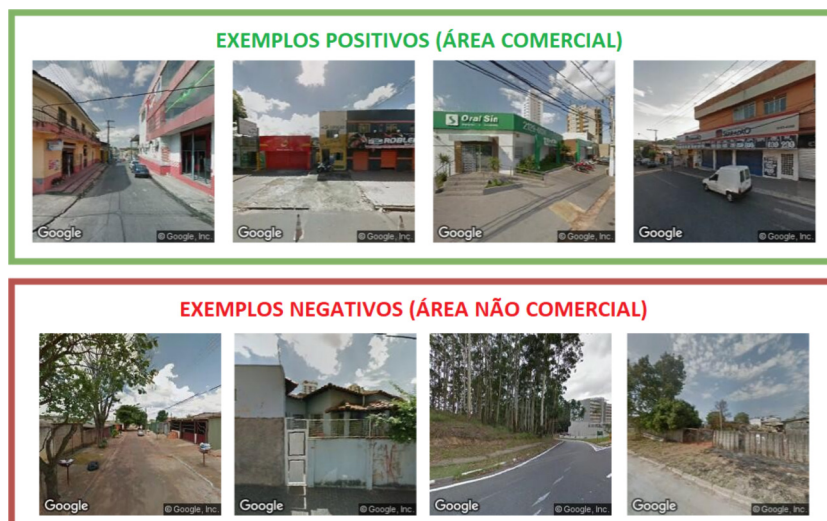 EXEMPLOS POSITIVOS (ÁREA COMERCIAL)
Oral Sin
Google
© Google, Inc.
Google
© Google, Inc.
Google
© Google, Inc.
Google
© Google, Inc.
EXEMPLOS NEGATIVOS (ÁREA NÃO COMERCIAL)
Google
© Google, Inc.
Google
© Google, Inc.
Google
© Google, Inc.
Google
© Google, Inc.